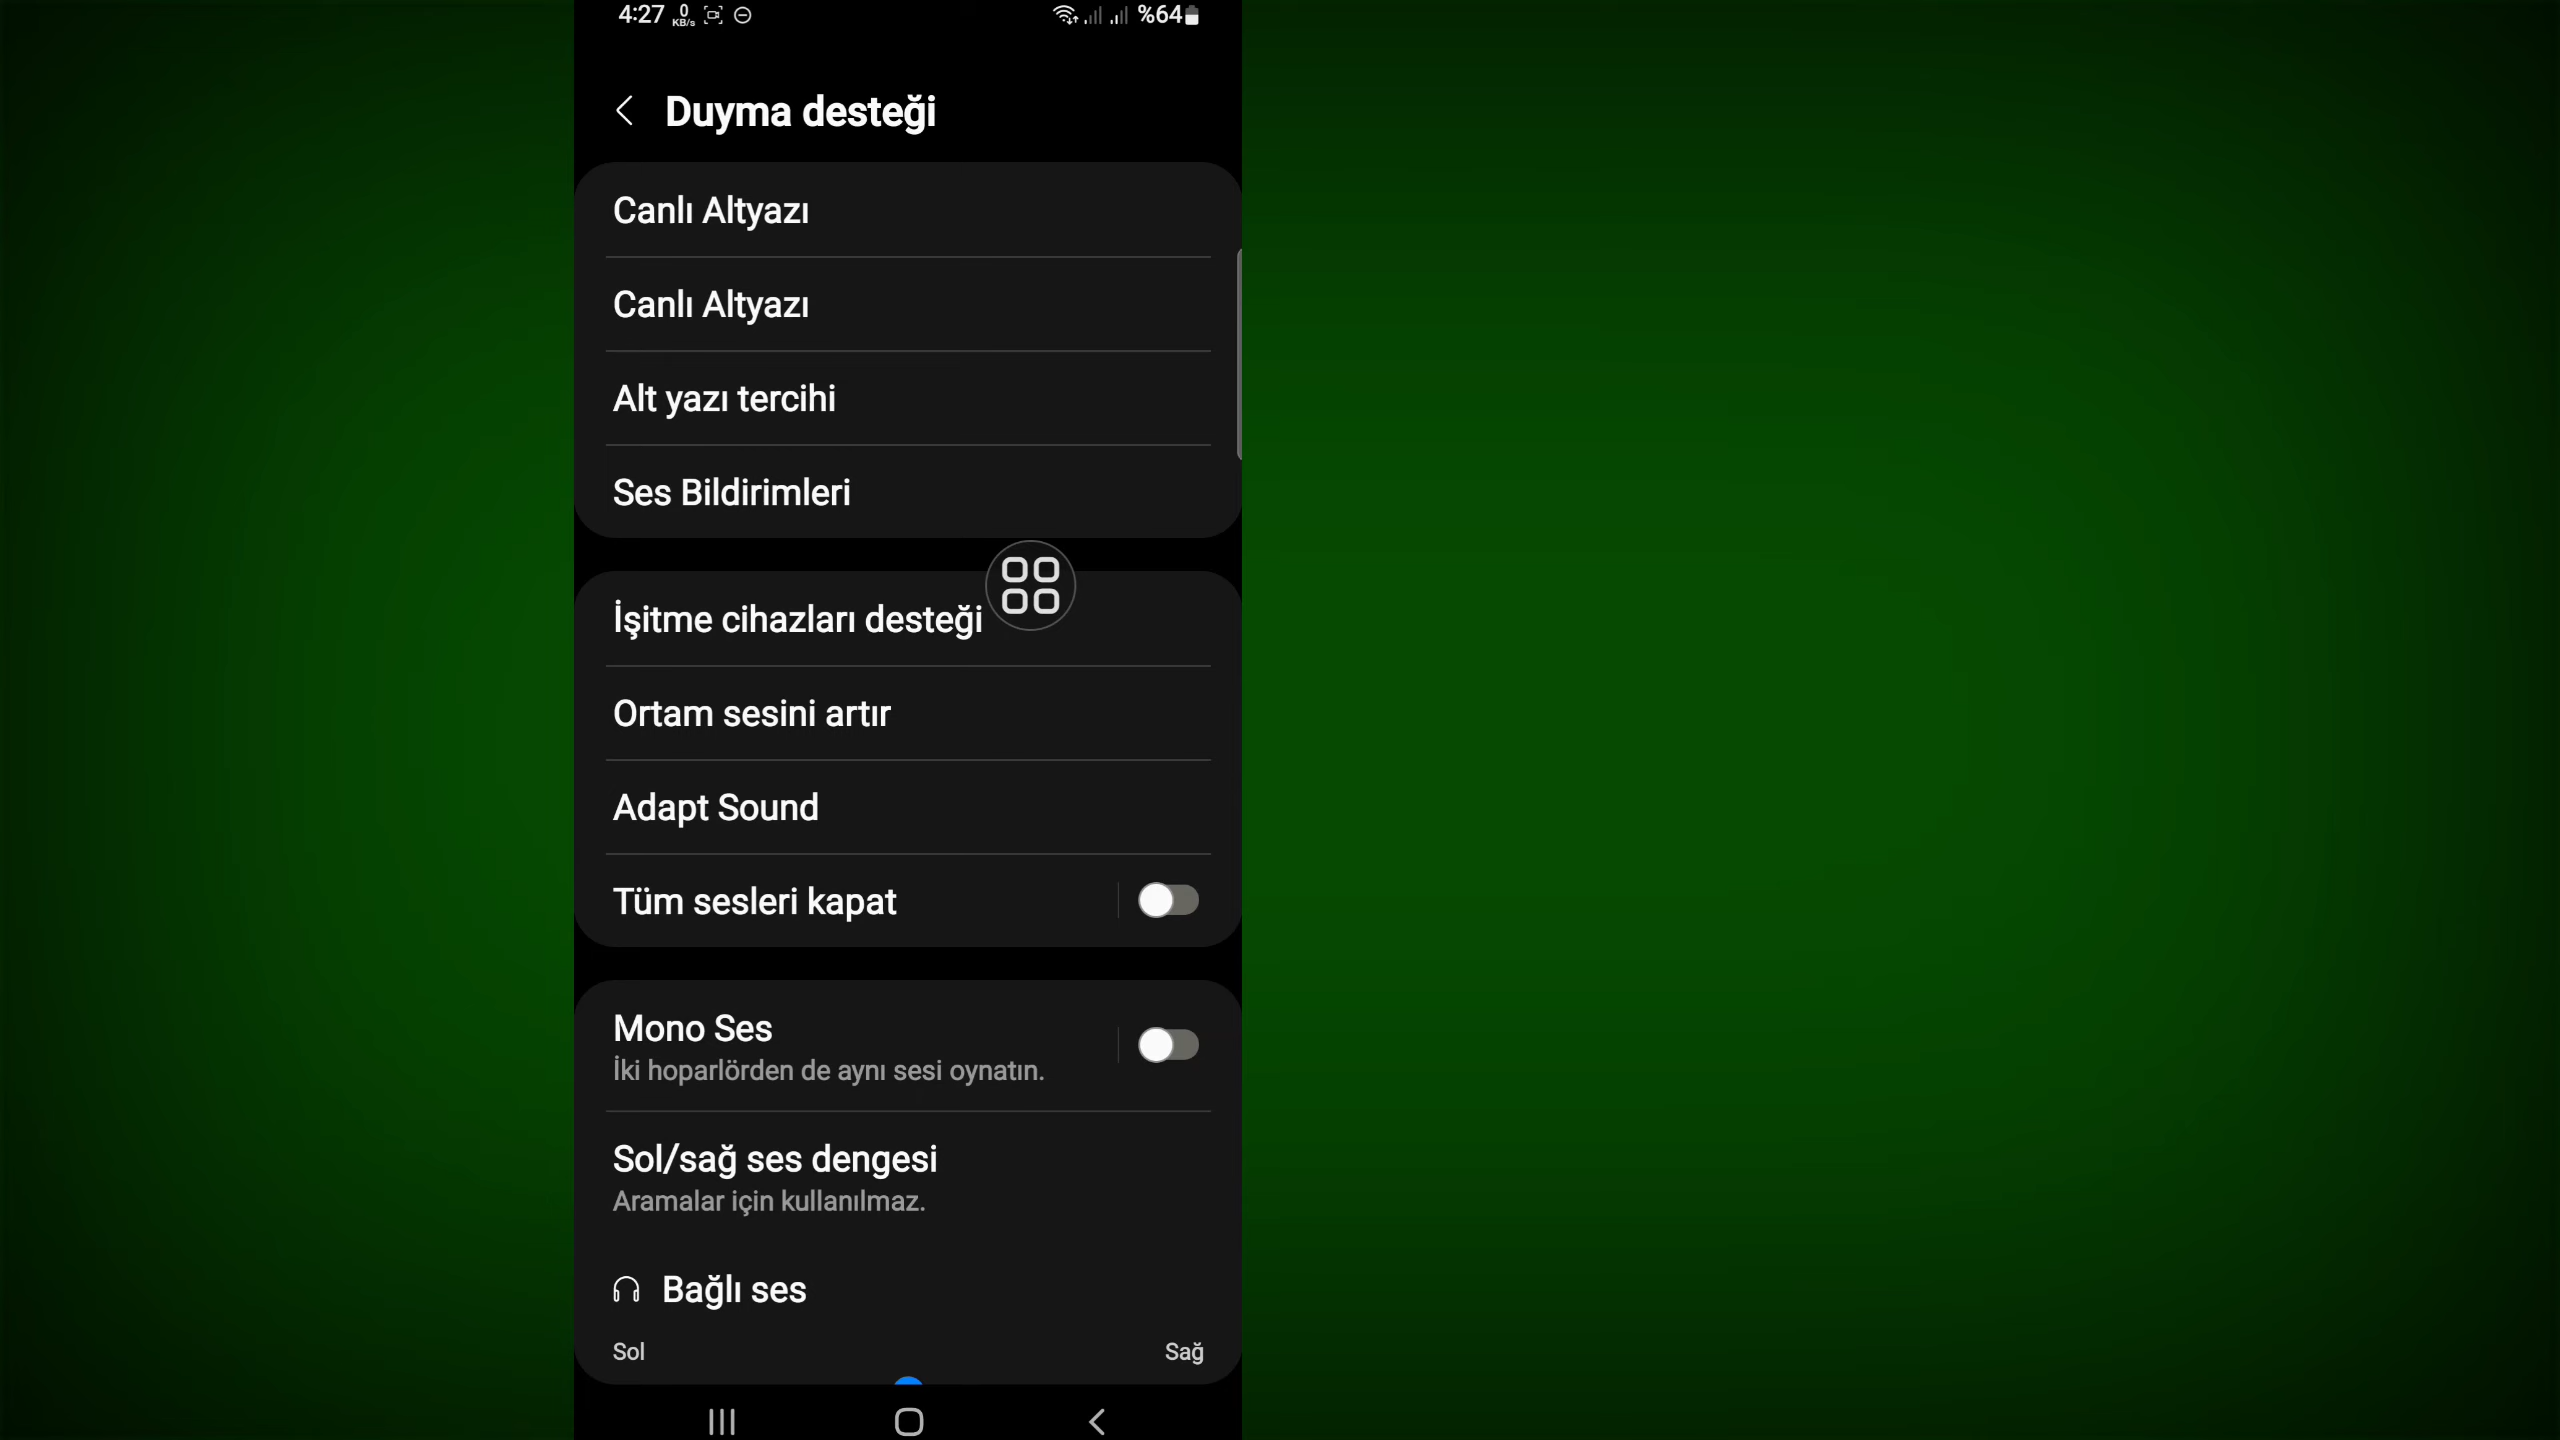 4:27 0 KB/s %64
Duyma desteği
Canlı Altyazı
Canlı Altyazı
Alt yazı tercihi
Ses Bildirimleri
İşitme cihazları desteği
Ortam sesini artır
Adapt Sound
Tüm sesleri kapat
Mono Ses
İki hoparlörden de aynı sesi oynatın.
Sol/sağ ses dengesi
Aramalar için kullanılmaz.
Bağlı ses
Sol Sağ